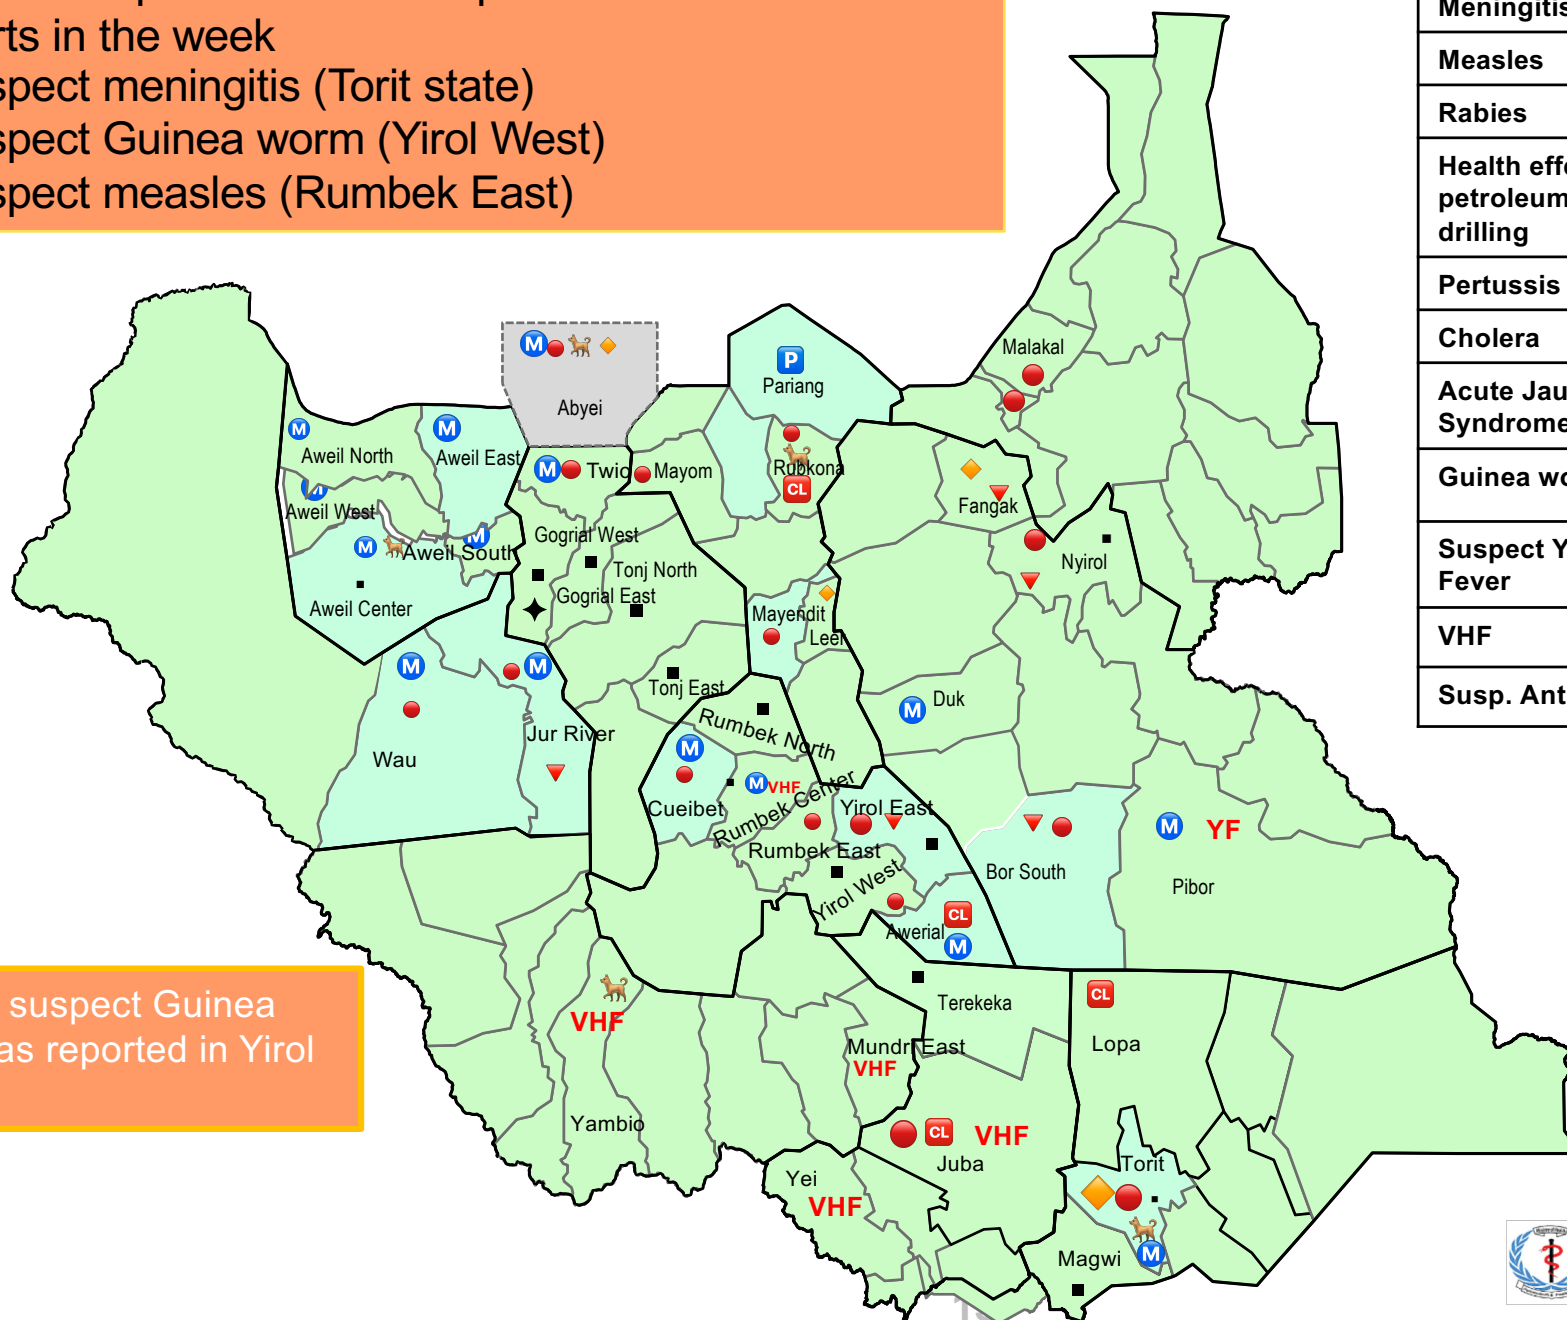 rts in the week
spect meningitis (Torit state)
spect Guinea worm (Yirol West)
spect measles (Rumbek East)
Meningitis
Measles
Rabies
Health effe
petroleum
drilling
Pertussis
Cholera
Acute Jau
Syndrome
Guinea wo
Suspect Y
Fever
VHF
Susp. Ant
Malakal
P
Pariang
M
Abyei
M
Aweil North
M
Aweil East
M
Twic
Mayom
Rubkona
CL
Fangak
M
Aweil West
M
Aweil South
M
Gogrial West
Nyirol
Tonj North
Gogrial East
Aweil Center
Mayendit
Leer
M
M
Tonj East
M
Duk
Rumbek North
Jur River
Wau
M
Cueibet
M
VHF
Rumbek Center
Yirol East
Rumbek East
M
YF
Bor South
Pibor
Yirol West
CL
Awerial
M
suspect Guinea
as reported in Yirol
Terekeka
CL
VHF
Lopa
Mundri East
VHF
Yambio
CL
VHF
Juba
Torit
Yei
VHF
M
Magwi